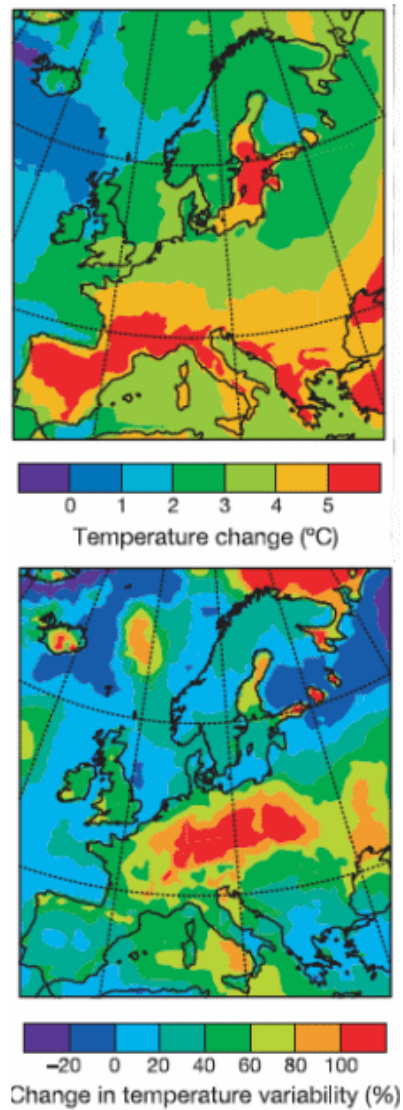 0 1 2 3 4 5
Temperature change (ºC)
–20 0 20 40 60 80 100
Change in temperature variability (%)